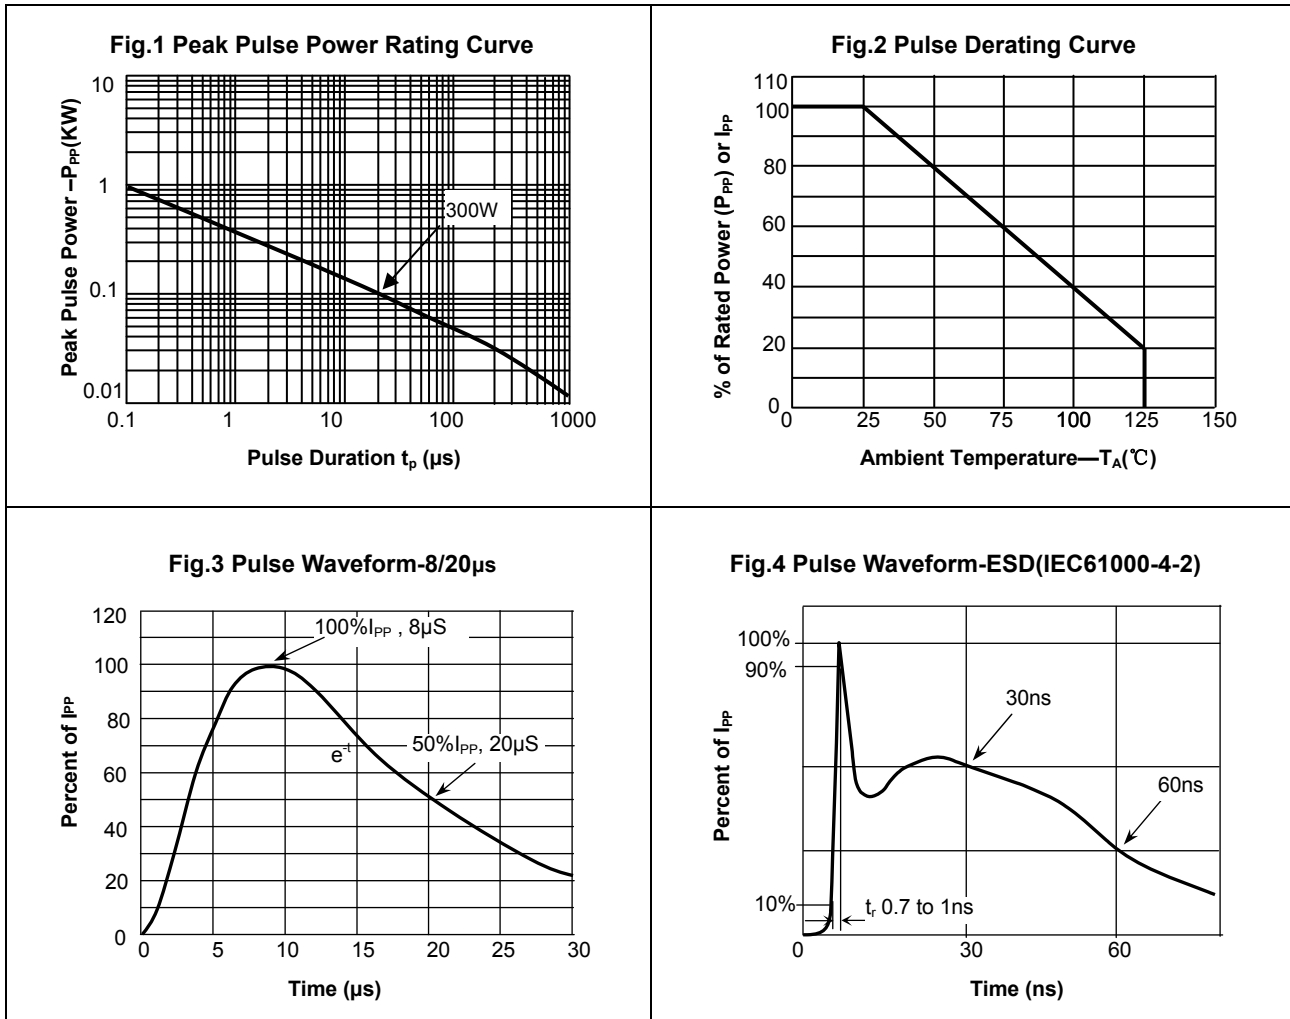 Fig.1 Peak Pulse Power Rating Curve
Peak Pulse Power –PPP(KW)
10
1
0.1
0.01
300W
0.1 1 10 100 1000
Pulse Duration tp (µs)
Fig.2 Pulse Derating Curve
% of Rated Power (PPP) or IPP
110
100
80
60
40
20
0
0 25 50 75 100 125 150
Ambient Temperature—TA(℃)
Fig.3 Pulse Waveform-8/20µs
Percent of IPP
120
100
80
60
40
20
0
100%IPP , 8µS
e-t
50%IPP, 20µS
0 5 10 15 20 25 30
Time (µs)
Fig.4 Pulse Waveform-ESD(IEC61000-4-2)
Percent of IPP
100%
90%
10%
30ns
60ns
tr 0.7 to 1ns
0 30 60
Time (ns)